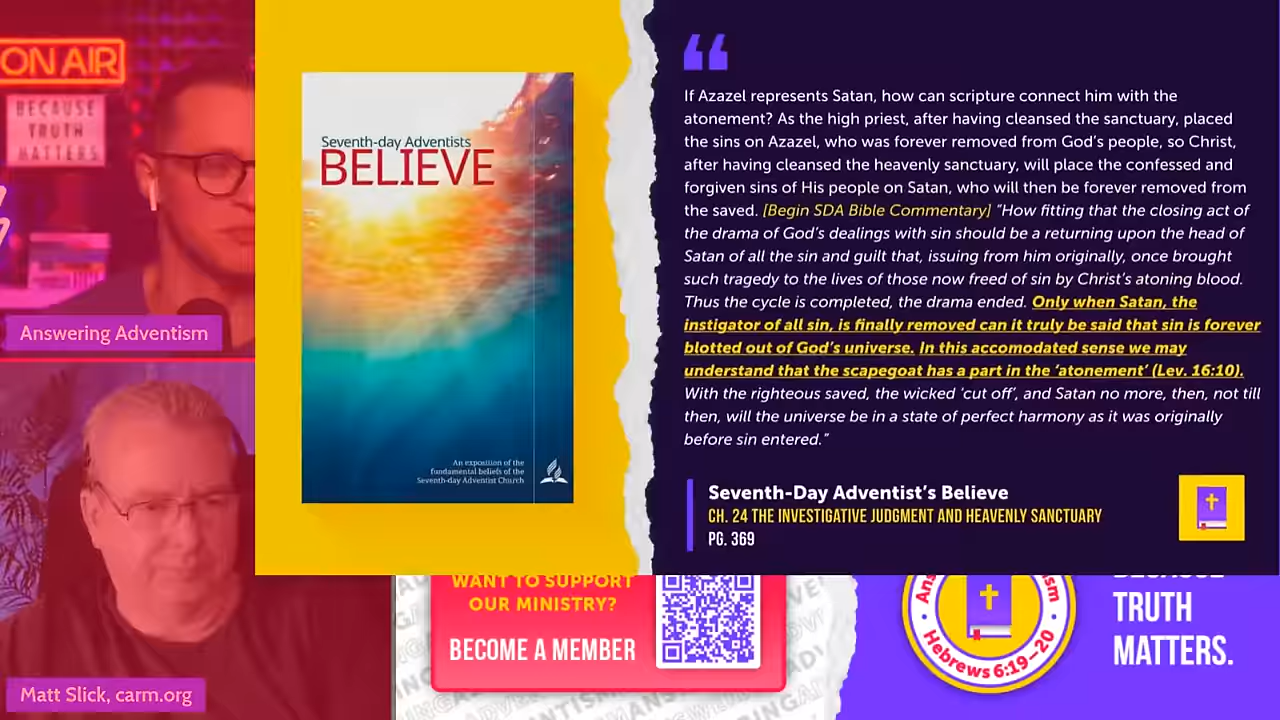 ON AIR
BECAUSE
TRUTH
MATTERS
Answering Adventism
Matt Slick, carm.org
Seventh-day Adventists
BELIEVE
An exposition of the
fundamental beliefs of the
Seventh-day Adventist Church
If Azazel represents Satan, how can scripture connect him with the
atonement? As the high priest, after having cleansed the sanctuary, placed
the sins on Azazel, who was forever removed from God's people, so Christ,
after having cleansed the heavenly sanctuary, will place the confessed and
forgiven sins of His people on Satan, who will then be forever removed from
the saved. [Begin SDA Bible Commentary] “How fitting that the closing act of
the drama of God's dealings with sin should be a returning upon the head of
Satan of all the sin and guilt that, issuing from him originally, once brought
such tragedy to the lives of those now freed of sin by Christ's atoning blood.
Thus the cycle is completed, the drama ended. Only when Satan, the
instigator of all sin, is finally removed can it truly be said that sin is forever
blotted out of God's universe. In this accomodated sense we may
understand that the scapegoat has a part in the ‘atonement’ (Lev. 16:10).
With the righteous saved, the wicked ‘cut off’, and Satan no more, then, not till
then, will the universe be in a state of perfect harmony as it was originally
before sin entered.”
Seventh-Day Adventist's Believe
CH. 24 THE INVESTIGATIVE JUDGMENT AND HEAVENLY SANCTUARY
PG. 369
WANT TO SUPPORT
OUR MINISTRY?
BECOME A MEMBER
Hebrews 6:19–20
BECAUSE
TRUTH
MATTERS.